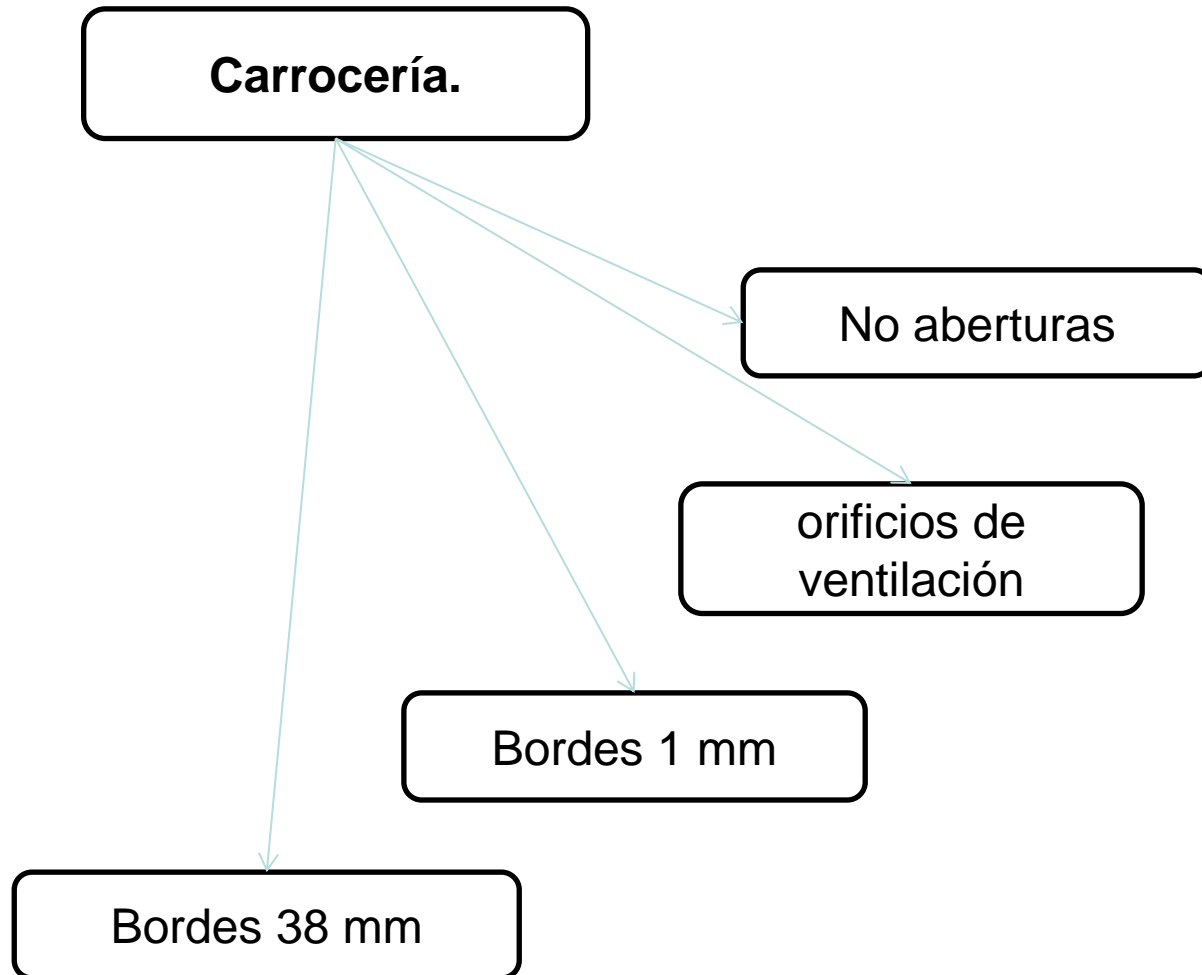 Carrocería.
No aberturas
orificios de
ventilación
Bordes 1 mm
Bordes 38 mm